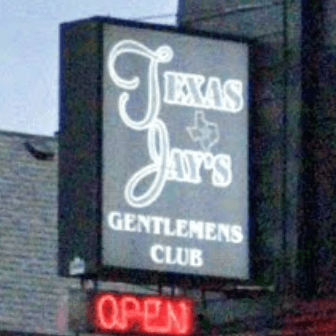 TEXAS
JAY'S
GENTLEMENS
CLUB
OPEN